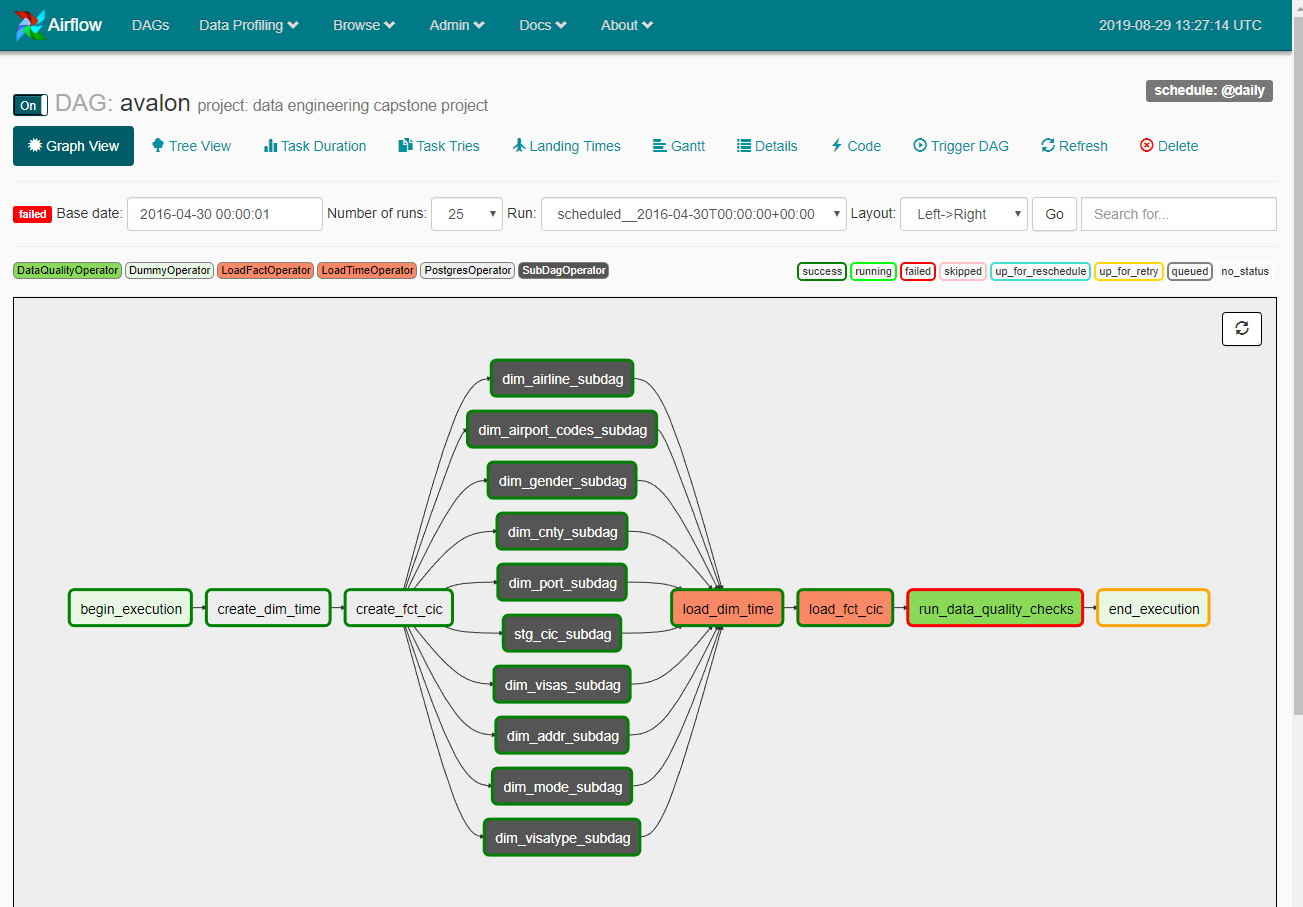 Airflow DAGs Data Profiling Browse Admin Docs About 2019-08-29 13:27:14 UTC
schedule: @daily
On DAG: avalon project: data engineering capstone project
Graph View Tree View Task Duration Task Tries Landing Times Gantt Details Code Trigger DAG Refresh Delete
failed Base date: 2016-04-30 00:00:01 Number of runs: 25 Run: scheduled__2016-04-30T00:00:00+00:00 Layout: Left->Right Go Search for...
DataQualityOperator DummyOperator LoadFactOperator LoadTimeOperator PostgresOperator SubDagOperator success running failed skipped up_for_reschedule up_for_retry queued no_status
dim_airline_subdag
dim_airport_codes_subdag
dim_gender_subdag
dim_cnty_subdag
dim_port_subdag
begin_execution create_dim_time create_fct_cic load_dim_time load_fct_cic run_data_quality_checks end_execution
stg_cic_subdag
dim_visas_subdag
dim_addr_subdag
dim_mode_subdag
dim_visatype_subdag